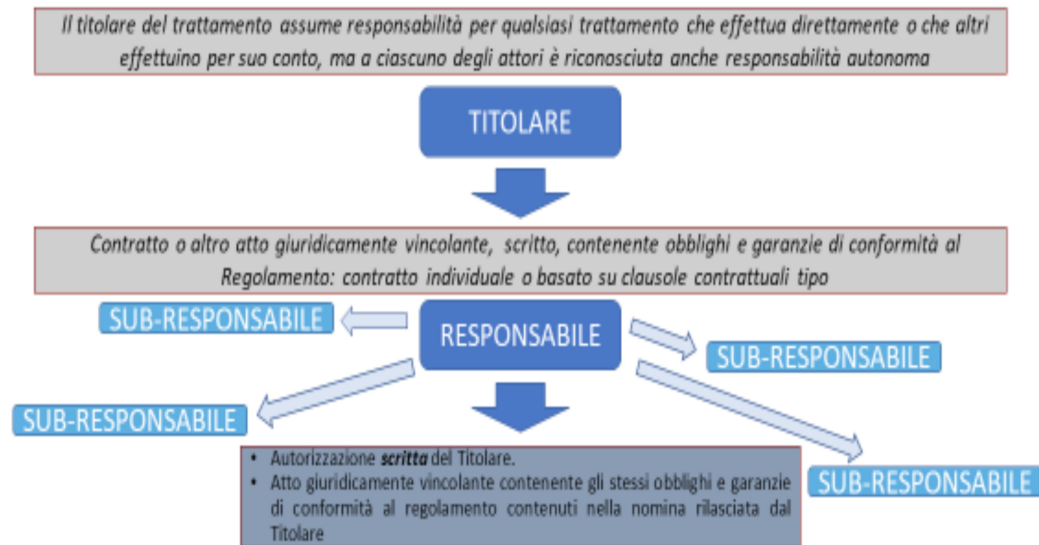 Il titolare del trattamento assume responsabilità per qualsiasi trattamento che effettua direttamente o che altri
effettuino per suo conto, ma a ciascuno degli attori è riconosciuta anche responsabilità autonoma
TITOLARE
Contratto o altro atto giuridicamente vincolante, scritto, contenente obblighi e garanzie di conformità al
Regolamento: contratto individuale o basato su clausole contrattuali tipo
SUB-RESPONSABILE
RESPONSABILE
SUB-RESPONSABILE
SUB-RESPONSABILE
SUB-RESPONSABILE
• Autorizzazione scritta del Titolare.
• Atto giuridicamente vincolante contenente gli stessi obblighi e garanzie
di conformità al regolamento contenuti nella nomina rilasciata dal
Titolare